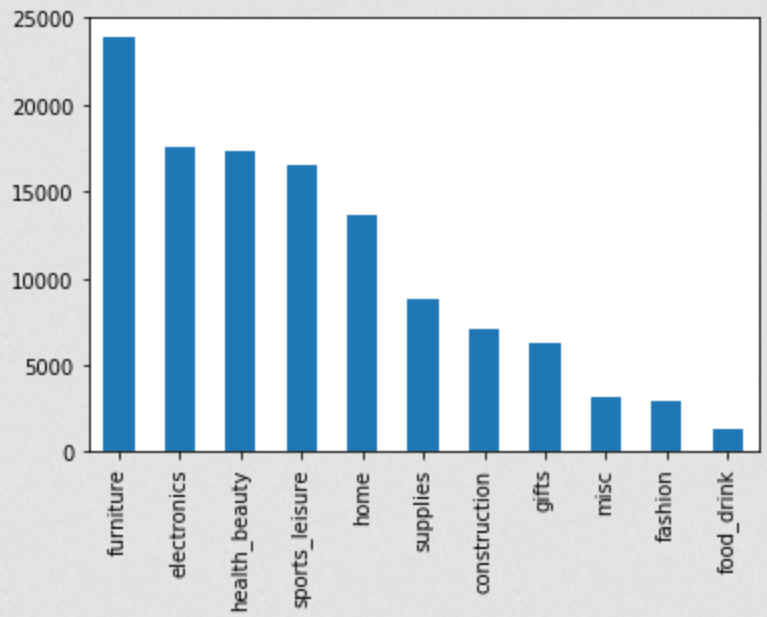 25000
20000
15000
10000
5000
0
furniture
electronics
health_beauty
sports_leisure
home
supplies
construction
gifts
misc
fashion
food_drink